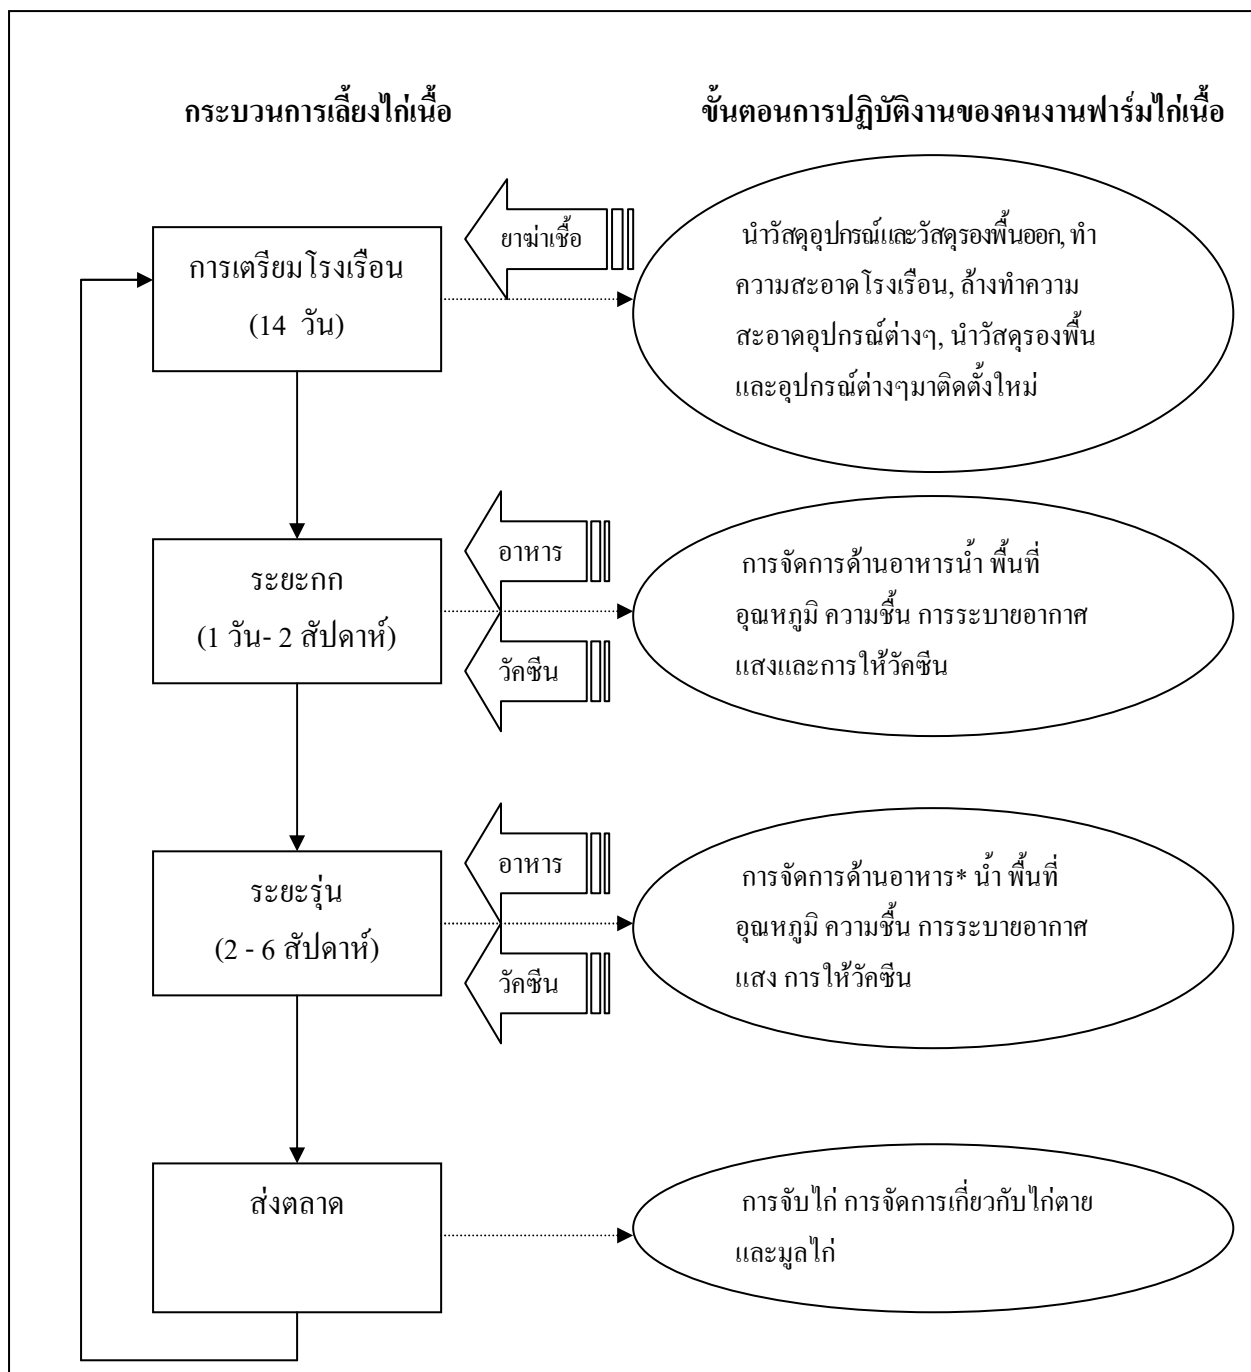 กระบวนการเลี้ยงไก่เนื้อ
ขั้นตอนการปฏิบัติงานของคนงานฟาร์มไก่เนื้อ
การเตรียมโรงเรือน
(14 วัน)
ยาฆ่าเชื้อ
นำวัสดุอุปกรณ์และวัสดุรองพื้นออก, ทำ
ความสะอาดโรงเรือน, ล้างทำความ
สะอาดอุปกรณ์ต่างๆ, นำวัสดุรองพื้น
และอุปกรณ์ต่างๆมาติดตั้งใหม่
ระยะกก
(1 วัน- 2 สัปดาห์)
อาหาร
วัคซีน
การจัดการด้านอาหารน้ำ พื้นที่
อุณหภูมิ ความชื้น การระบายอากาศ
แสงและการให้วัคซีน
ระยะรุ่น
(2 - 6 สัปดาห์)
อาหาร
วัคซีน
การจัดการด้านอาหาร* น้ำ พื้นที่
อุณหภูมิ ความชื้น การระบายอากาศ
แสง การให้วัคซีน
ส่งตลาด
การจับไก่ การจัดการเกี่ยวกับไก่ตาย
และมูลไก่